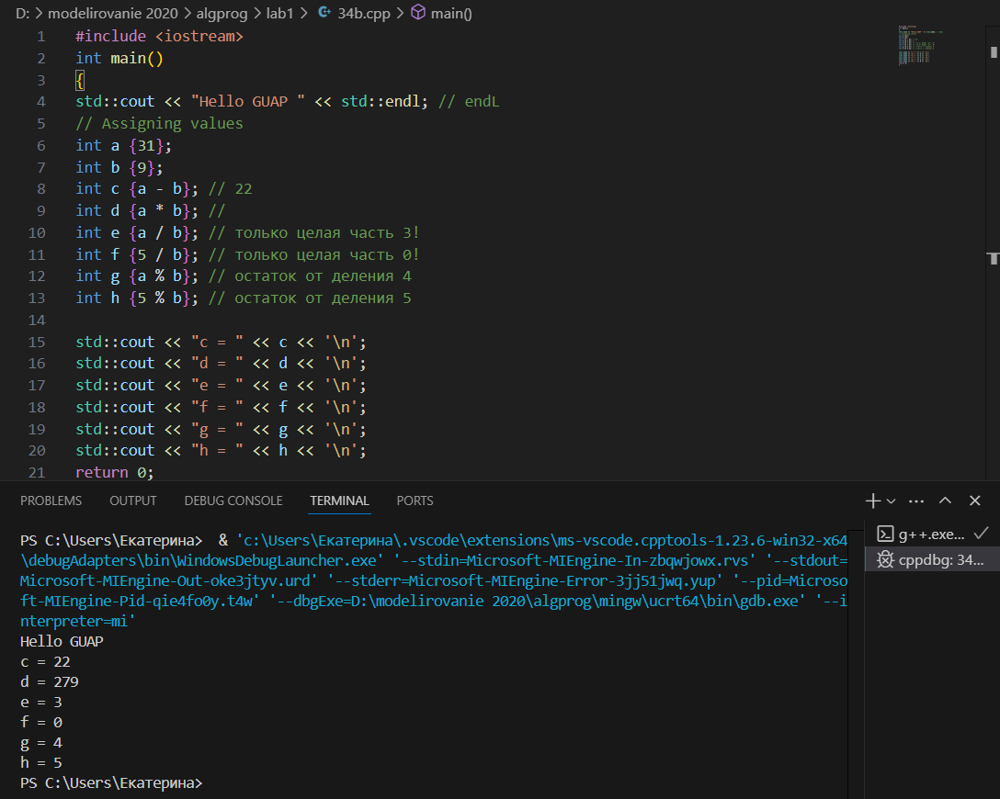 D: > modelirovanie 2020 > algprog > lab1 > 34b.cpp > main()
1 #include <iostream>
2 int main()
3 {
4 std::cout << "Hello GUAP " << std::endl; // endL
5 // Assigning values
6 int a {31};
7 int b {9};
8 int c {a - b}; // 22
9 int d {a * b}; //
10 int e {a / b}; // только целая часть 3!
11 int f {5 / b}; // только целая часть 0!
12 int g {a % b}; // остаток от деления 4
13 int h {5 % b}; // остаток от деления 5
14
15 std::cout << "c = " << c << '\n';
16 std::cout << "d = " << d << '\n';
17 std::cout << "e = " << e << '\n';
18 std::cout << "f = " << f << '\n';
19 std::cout << "g = " << g << '\n';
20 std::cout << "h = " << h << '\n';
21 return 0;
PROBLEMS OUTPUT DEBUG CONSOLE TERMINAL PORTS
PS C:\Users\Екатерина>  & 'c:\Users\Екатерина\.vscode\extensions\ms-vscode.cpptools-1.23.6-win32-x64
\debugAdapters\bin\WindowsDebugLauncher.exe' '--stdin=Microsoft-MIEngine-In-zbqwjowx.rvs' '--stdout=
Microsoft-MIEngine-Out-oke3jtyv.urd' '--stderr=Microsoft-MIEngine-Error-3jj51jwq.yup' '--pid=Microso
ft-MIEngine-Pid-qie4fo0y.t4w' '--dbgExe=D:\modelirovanie 2020\algprog\mingw\ucrt64\bin\gdb.exe' '--i
nterpreter=mi'
Hello GUAP
c = 22
d = 279
e = 3
f = 0
g = 4
h = 5
PS C:\Users\Екатерина>
g++.exe...
cppdbg: 34...